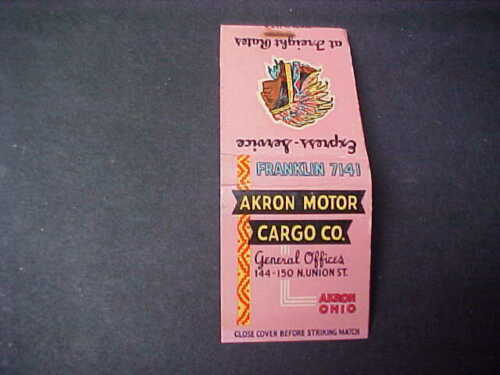 at Freight Rates
Express-Service
FRANKLIN 7141
AKRON MOTOR
CARGO CO.
General Offices
144-150 N. UNION ST.
AKRON
OHIO
CLOSE COVER BEFORE STRIKING MATCH